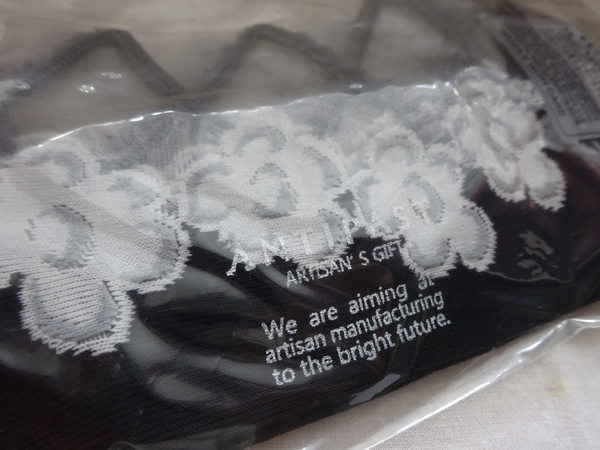 ANTIPAST
ARTISAN'S GIFT
We are aiming at
artisan manufacturing
to the bright future.